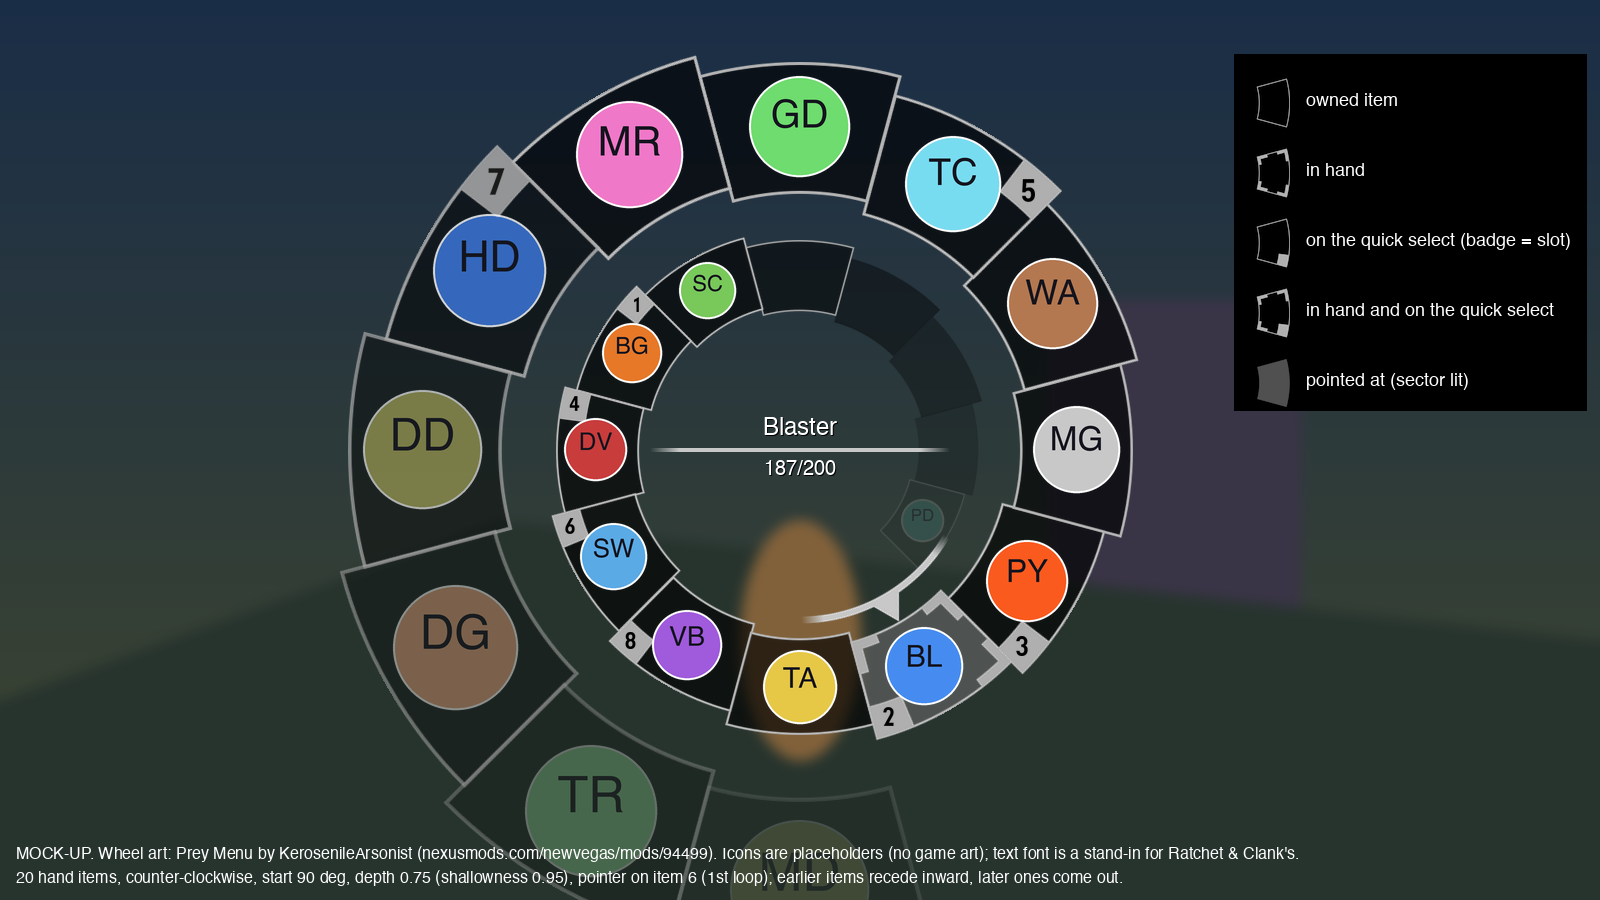 GD
MR
TC
5
7
HD
WA
SC
1
BG
4
DV
DD
MG
Blaster
187/200
PD
6
SW
PY
8
VB
BL
3
TA
2
DG
TR
MD
owned item
in hand
on the quick select (badge = slot)
in hand and on the quick select
pointed at (sector lit)
MOCK-UP. Wheel art: Prey Menu by KerosenileArsonist (nexusmods.com/newvegas/mods/94499). Icons are placeholders (no game art); text font is a stand-in for Ratchet & Clank's.
20 hand items, counter-clockwise, start 90 deg, depth 0.75 (shallowness 0.95), pointer on item 6 (1st loop); earlier items recede inward, later ones come out.